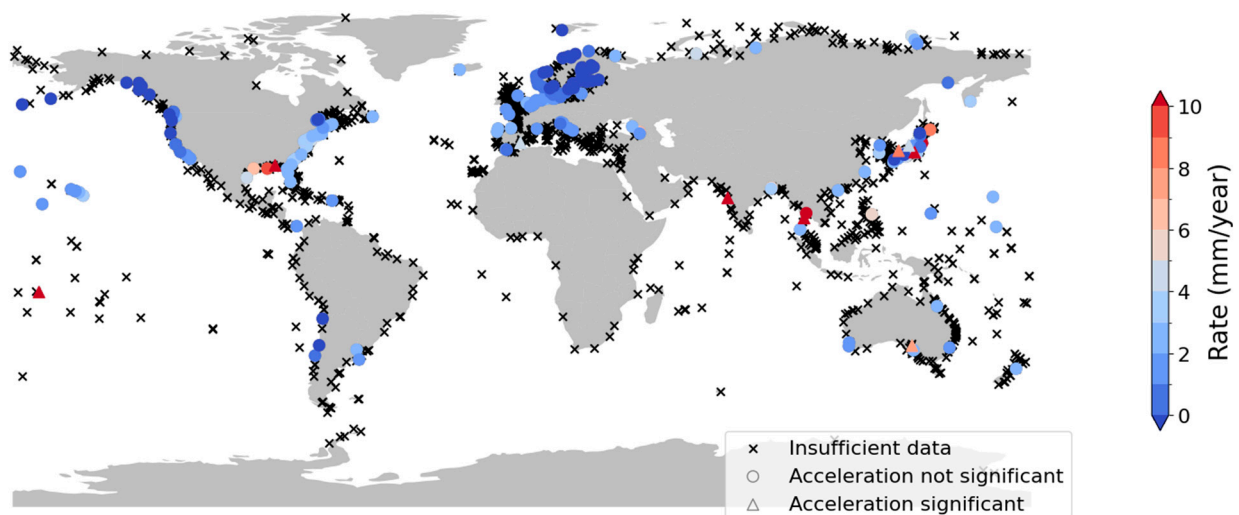 10
8
6
4
2
0
Rate (mm/year)
Insufficient data
Acceleration not significant
Acceleration significant